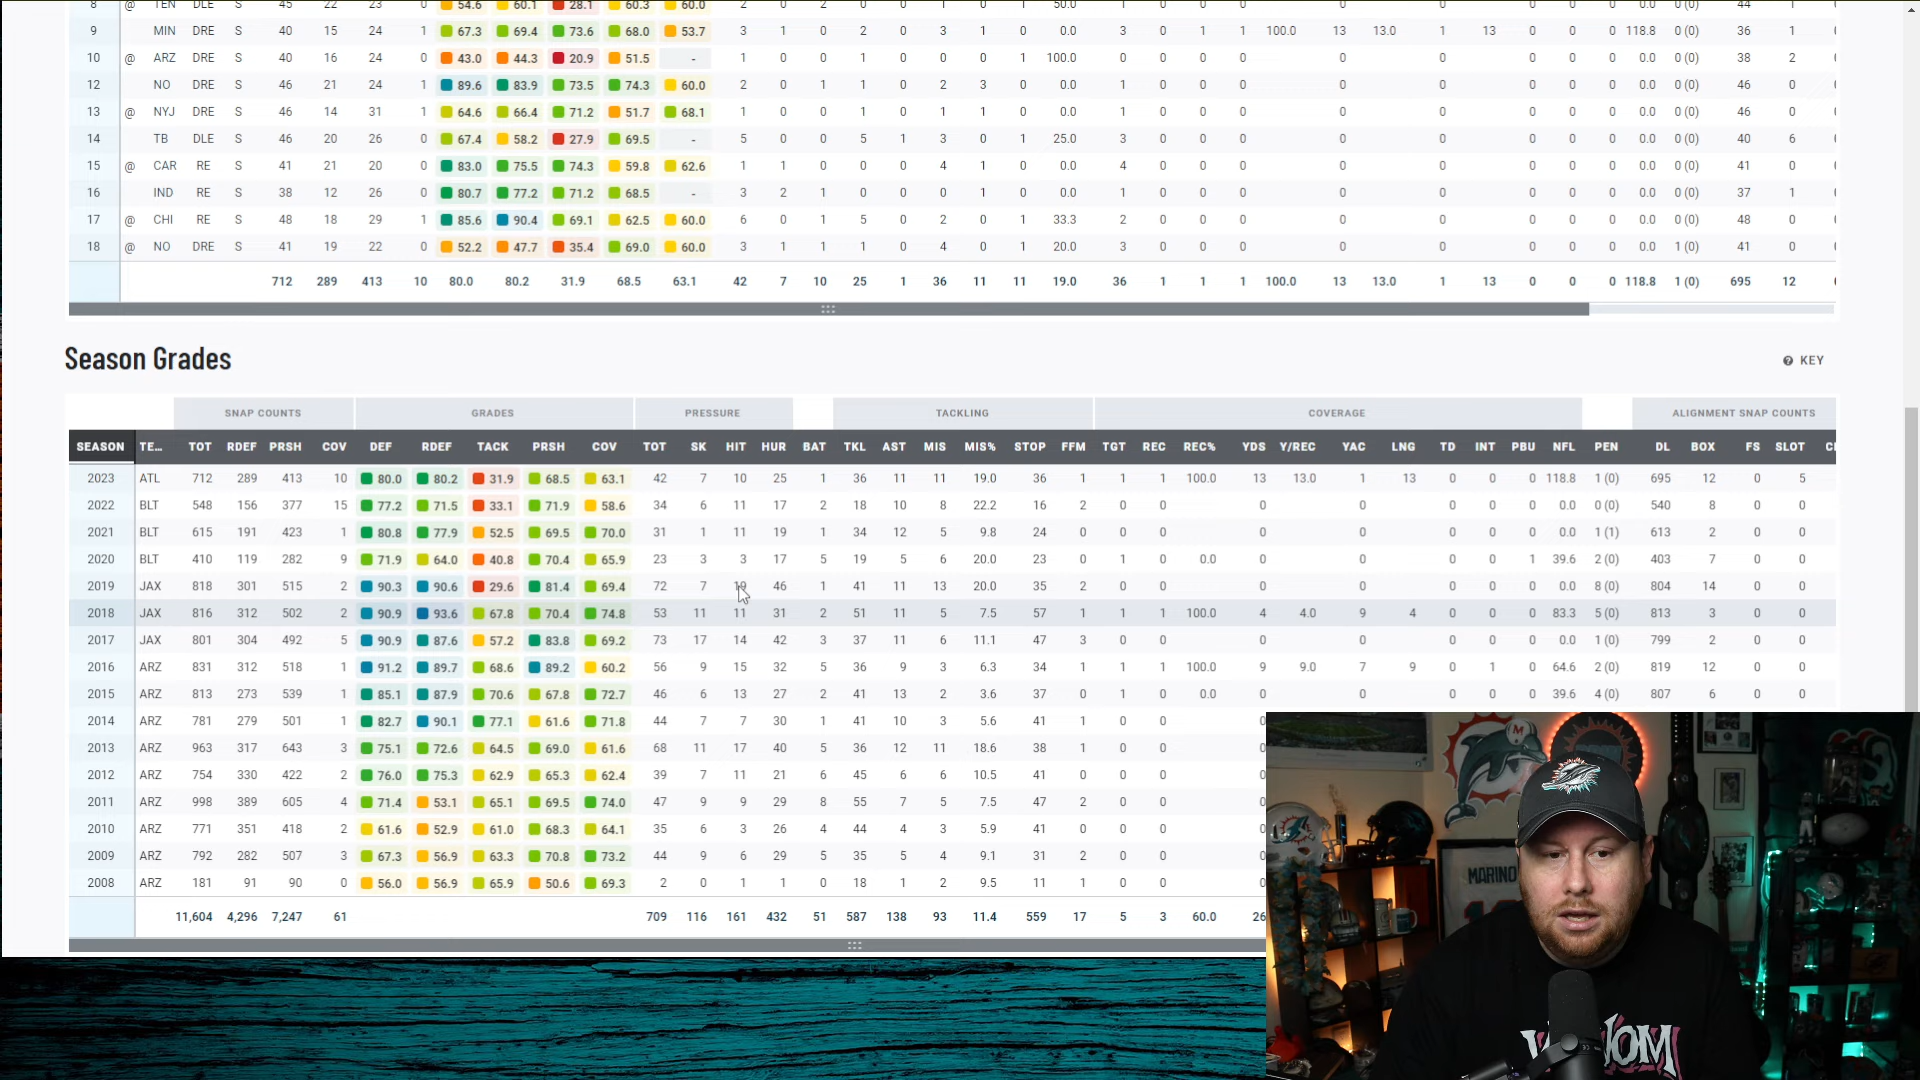 8 @ TEN DLE S 45 22 23 0 54.6 60.1 28.1 60.3 60.0 2 0 2 0 0 1 0 1 50.0 1 0 0 0 0 0 0 0 0 0 0.0 0 (0) 44 1
9 MIN DRE S 40 15 24 1 67.3 69.4 73.6 68.0 53.7 3 1 0 2 0 3 1 0 0.0 3 0 1 1 100.0 13 13.0 1 13 0 0 0 118.8 0 (0) 36 1
10 @ ARZ DRE S 40 16 24 0 43.0 44.3 20.9 51.5 - 1 0 0 1 0 0 0 1 100.0 0 0 0 0 0 0 0 0 0 0 0.0 0 (0) 38 2
12 NO DRE S 46 21 24 1 89.6 83.9 73.5 74.3 60.0 2 0 1 1 0 2 3 0 0.0 1 0 0 0 0 0 0 0 0 0 0.0 0 (0) 46 0
13 @ NYJ DRE S 46 14 31 1 64.6 66.4 71.2 51.7 68.1 1 0 0 1 0 1 1 0 0.0 1 0 0 0 0 0 0 0 0 0 0.0 0 (0) 46 0
14 TB DLE S 46 20 26 0 67.4 58.2 27.9 69.5 - 5 0 0 5 1 3 0 1 25.0 3 0 0 0 0 0 0 0 0 0 0.0 0 (0) 40 6
15 @ CAR RE S 41 21 20 0 83.0 75.5 74.3 59.8 62.6 1 1 0 0 0 4 1 0 0.0 4 0 0 0 0 0 0 0 0 0 0.0 0 (0) 41 0
16 IND RE S 38 12 26 0 80.7 77.2 71.2 68.5 - 3 2 1 0 0 0 1 0 0.0 1 0 0 0 0 0 0 0 0 0 0.0 0 (0) 37 1
17 @ CHI RE S 48 18 29 1 85.6 90.4 69.1 62.5 60.0 6 0 1 5 0 2 0 1 33.3 2 0 0 0 0 0 0 0 0 0 0.0 0 (0) 48 0
18 @ NO DRE S 41 19 22 0 52.2 47.7 35.4 69.0 60.0 3 1 1 1 0 4 0 1 20.0 3 0 0 0 0 0 0 0 0 0 0.0 1 (0) 41 0
712 289 413 10 80.0 80.2 31.9 68.5 63.1 42 7 10 25 1 36 11 11 19.0 36 1 1 1 100.0 13 13.0 1 13 0 0 0 118.8 1 (0) 695 12
Season Grades
KEY
SNAP COUNTS GRADES PRESSURE TACKLING COVERAGE ALIGNMENT SNAP COUNTS
SEASON TE... TOT RDEF PRSH COV DEF RDEF TACK PRSH COV TOT SK HIT HUR BAT TKL AST MIS MIS% STOP FFM TGT REC REC% YDS Y/REC YAC LNG TD INT PBU NFL PEN DL BOX FS SLOT
2023 ATL 712 289 413 10 80.0 80.2 31.9 68.5 63.1 42 7 10 25 1 36 11 11 19.0 36 1 1 1 100.0 13 13.0 1 13 0 0 0 118.8 1 (0) 695 12 0 5
2022 BLT 548 156 377 15 77.2 71.5 33.1 71.9 58.6 34 6 11 17 2 18 10 8 22.2 16 2 0 0 0 0 0 0 0 0 0.0 0 (0) 540 8 0 0
2021 BLT 615 191 423 1 80.8 77.9 52.5 69.5 70.0 31 1 11 19 1 34 12 5 9.8 24 0 0 0 0 0 0 0 0 0 0.0 1 (1) 613 2 0 0
2020 BLT 410 119 282 9 71.9 64.0 40.8 70.4 65.9 23 3 3 17 5 19 5 6 20.0 23 0 1 0 0.0 0 0 0 0 0 1 39.6 2 (0) 403 7 0 0
2019 JAX 818 301 515 2 90.3 90.6 29.6 81.4 69.4 72 7 46 1 41 11 13 20.0 35 2 0 0 0 0 0 0 0 0 0.0 8 (0) 804 14 0 0
2018 JAX 816 312 502 2 90.9 93.6 67.8 70.4 74.8 53 11 11 31 2 51 11 5 7.5 57 1 1 1 100.0 4 4.0 9 4 0 0 0 83.3 5 (0) 813 3 0 0
2017 JAX 801 304 492 5 90.9 87.6 57.2 83.8 69.2 73 17 14 42 3 37 11 6 11.1 47 3 0 0 0 0 0 0 0 0 0.0 1 (0) 799 2 0 0
2016 ARZ 831 312 518 1 91.2 89.7 68.6 89.2 60.2 56 9 15 32 5 36 9 3 6.3 34 1 1 1 100.0 9 9.0 7 9 0 1 0 64.6 2 (0) 819 12 0 0
2015 ARZ 813 273 539 1 85.1 87.9 70.6 67.8 72.7 46 6 13 27 2 41 13 2 3.6 37 0 1 0 0.0 0 0 0 0 0 0 39.6 4 (0) 807 6 0 0
2014 ARZ 781 279 501 1 82.7 90.1 77.1 61.6 71.8 44 7 7 30 1 41 10 3 5.6 41 1 0 0
2013 ARZ 963 317 643 3 75.1 72.6 64.5 69.0 61.6 68 11 17 40 5 36 12 11 18.6 38 1 0 0 0
2012 ARZ 754 330 422 2 76.0 75.3 62.9 65.3 62.4 39 7 11 21 6 45 6 6 10.5 41 0 0 0 0
2011 ARZ 998 389 605 4 71.4 53.1 65.1 69.5 74.0 47 9 9 29 8 55 7 5 7.5 47 2 0 0 0
2010 ARZ 771 351 418 2 61.6 52.9 61.0 68.3 64.1 35 6 3 26 4 44 4 3 5.9 41 0 0 0 0
2009 ARZ 792 282 507 3 67.3 56.9 63.3 70.8 73.2 44 9 6 29 5 35 5 4 9.1 31 2 0 0 0
2008 ARZ 181 91 90 0 56.0 56.9 65.9 50.6 69.3 2 0 1 1 0 18 1 2 9.5 11 1 0 0 0
11,604 4,296 7,247 61 709 116 161 432 51 587 138 93 11.4 559 17 5 3 60.0 26
MARINO